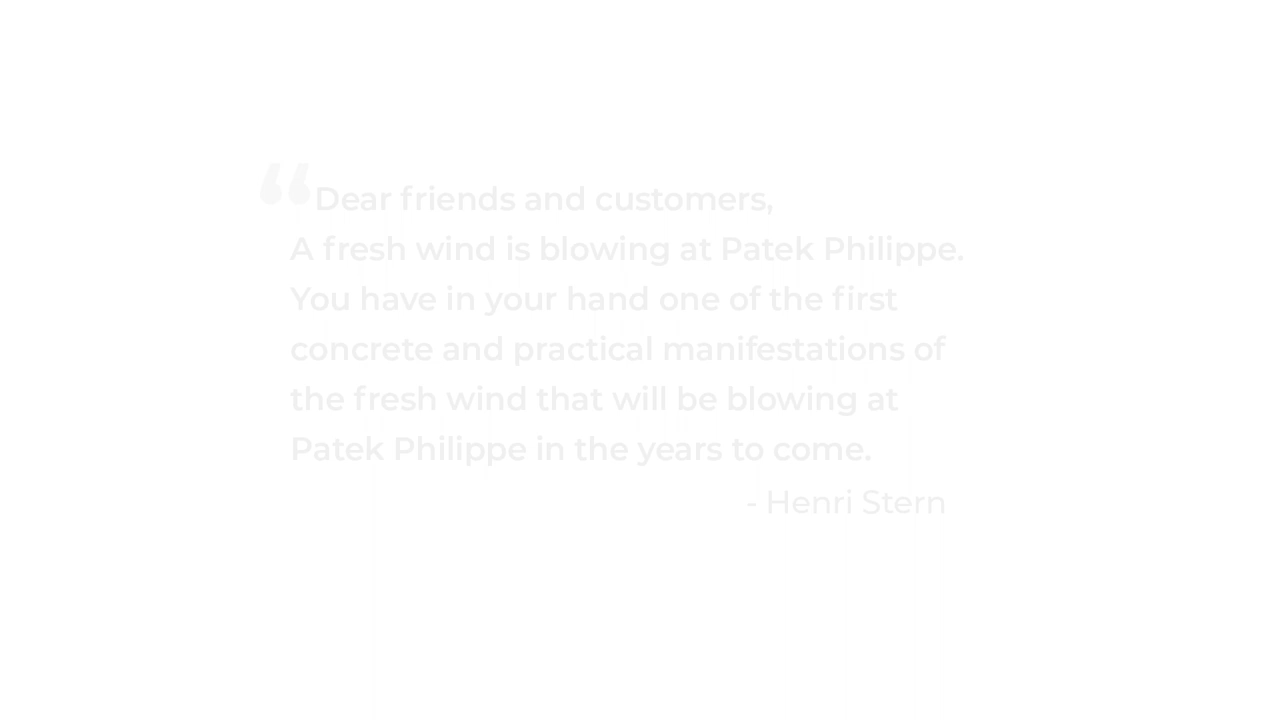 “Dear friends and customers,
A fresh wind is blowing at Patek Philippe.
You have in your hand one of the first
concrete and practical manifestations of
the fresh wind that will be blowing at
Patek Philippe in the years to come.
- Henri Stern